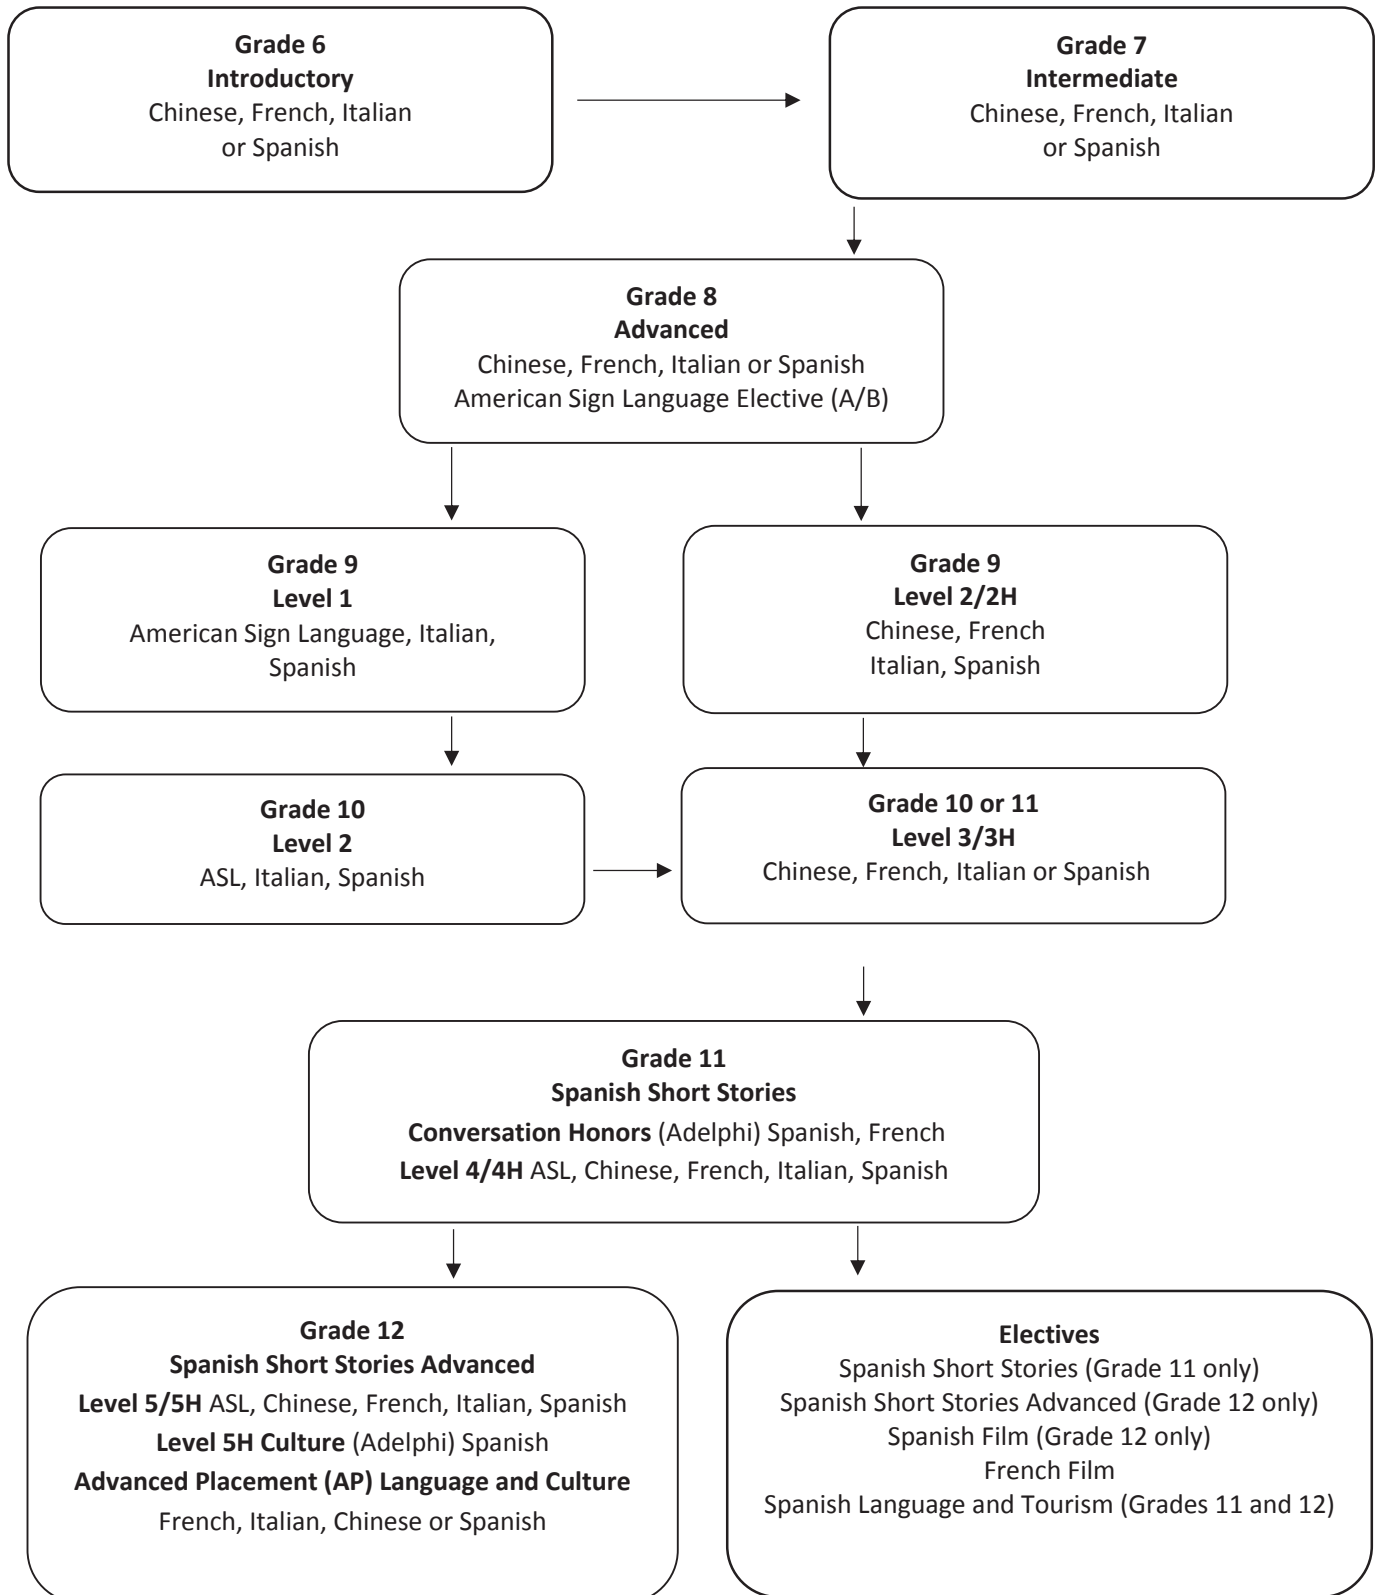 Grade 6
Introductory
Chinese, French, Italian
or Spanish
Grade 7
Intermediate
Chinese, French, Italian
or Spanish
Grade 8
Advanced
Chinese, French, Italian or Spanish
American Sign Language Elective (A/B)
Grade 9
Level 1
American Sign Language, Italian,
Spanish
Grade 9
Level 2/2H
Chinese, French
Italian, Spanish
Grade 10
Level 2
ASL, Italian, Spanish
Grade 10 or 11
Level 3/3H
Chinese, French, Italian or Spanish
Grade 11
Spanish Short Stories
Conversation Honors (Adelphi) Spanish, French
Level 4/4H ASL, Chinese, French, Italian, Spanish
Grade 12
Spanish Short Stories Advanced
Level 5/5H ASL, Chinese, French, Italian, Spanish
Level 5H Culture (Adelphi) Spanish
Advanced Placement (AP) Language and Culture
French, Italian, Chinese or Spanish
Electives
Spanish Short Stories (Grade 11 only)
Spanish Short Stories Advanced (Grade 12 only)
Spanish Film (Grade 12 only)
French Film
Spanish Language and Tourism (Grades 11 and 12)